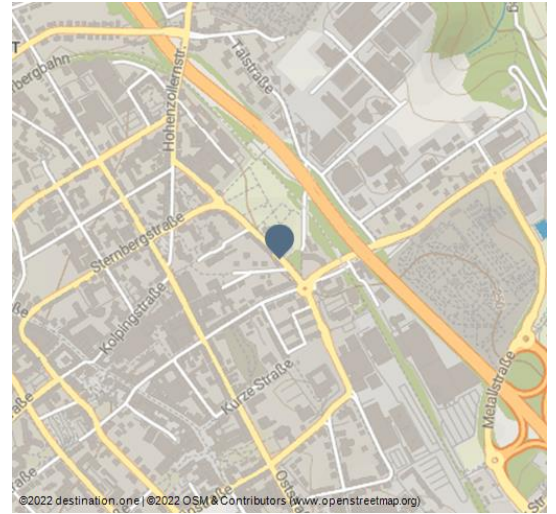 Talstraße
Hohenzollernstr.
Sternbergstraße
Kolpingstraße
Kurze Straße
Metallstraße
©2022 destination.one | ©2022 OSM & Contributors (www.openstreetmap.org)